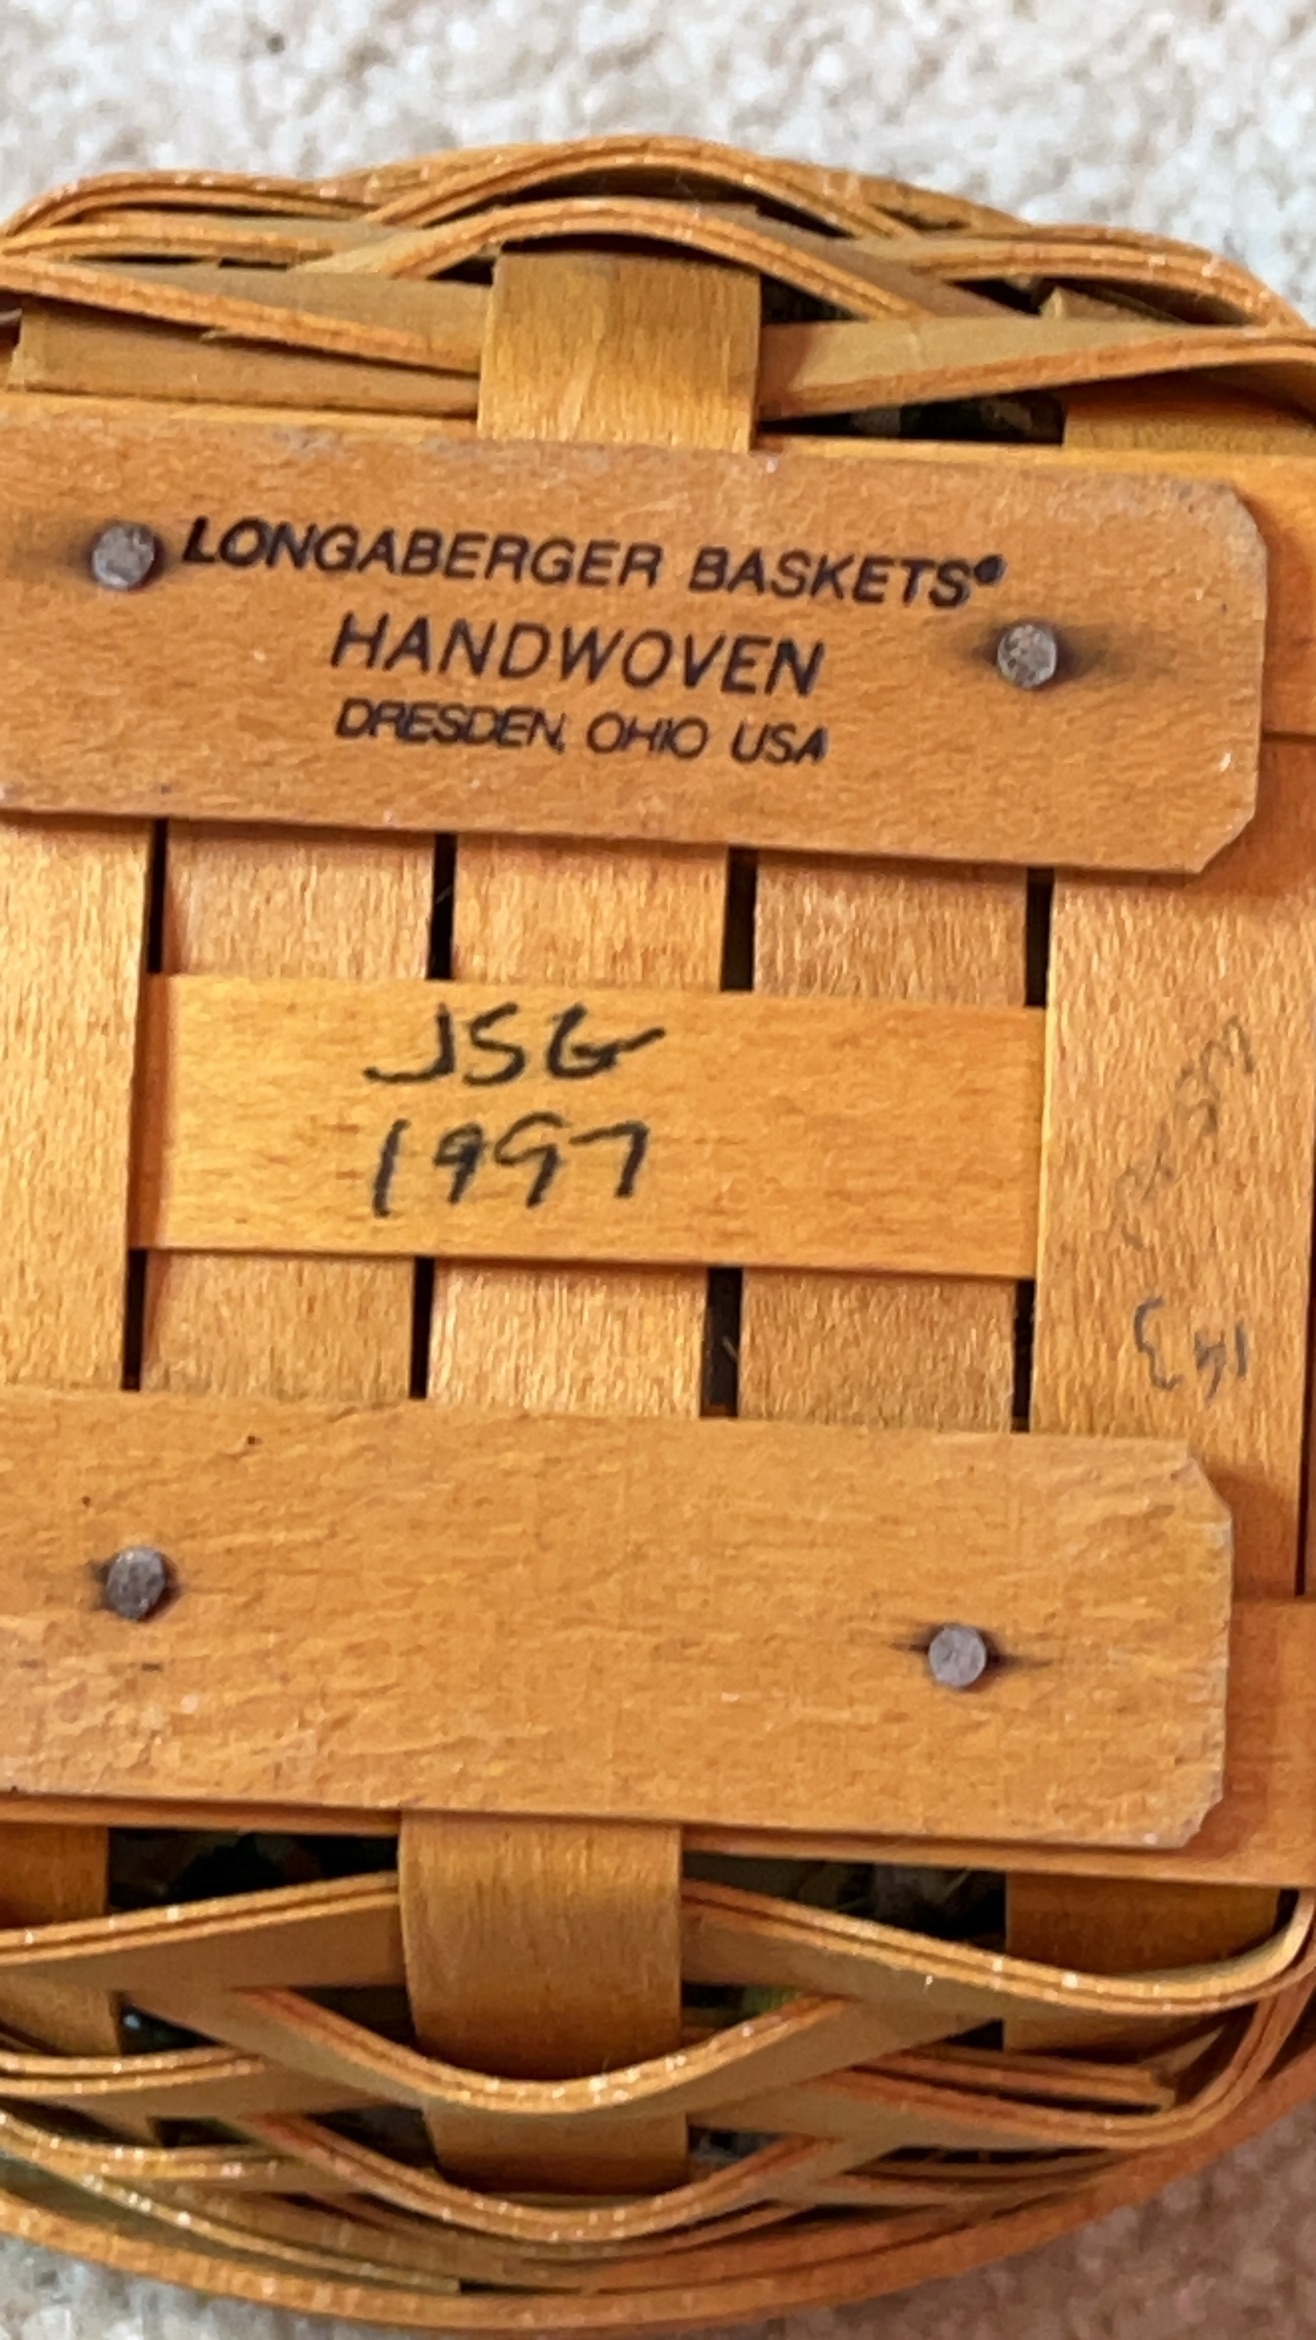 LONGABERGER BASKETS®
HANDWOVEN
DRESDEN, OHIO USA
JSG
1997